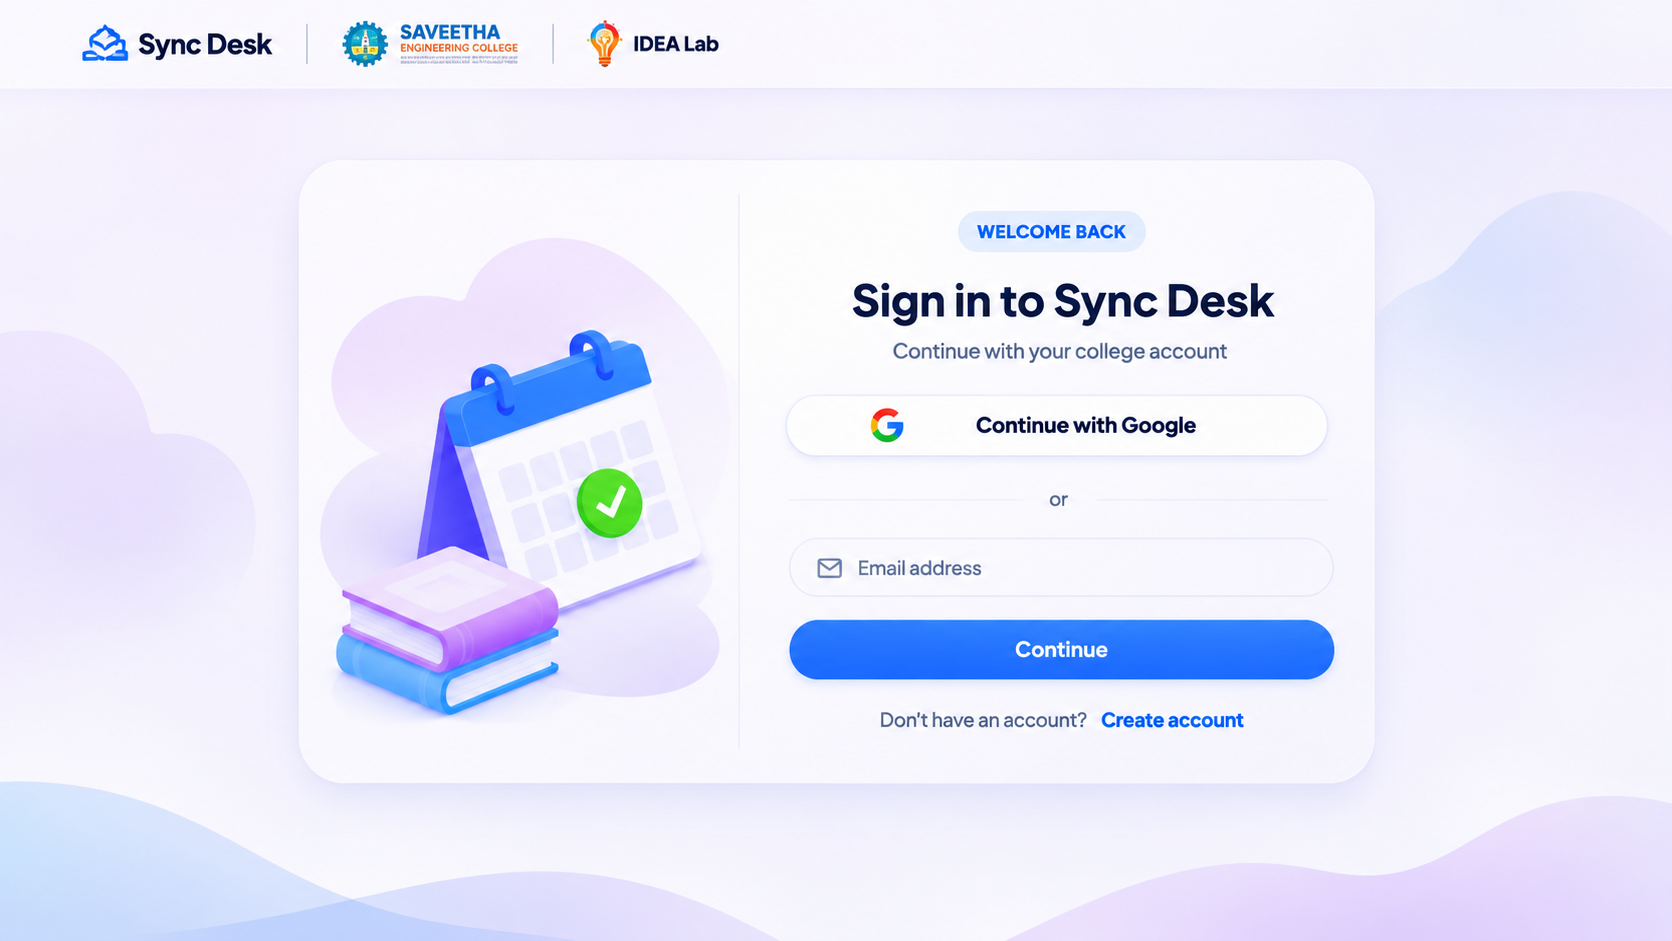 Sync Desk
SAVEETHA
ENGINEERING COLLEGE
IDEA Lab
WELCOME BACK
Sign in to Sync Desk
Continue with your college account
Continue with Google
or
Email address
Continue
Don't have an account? Create account